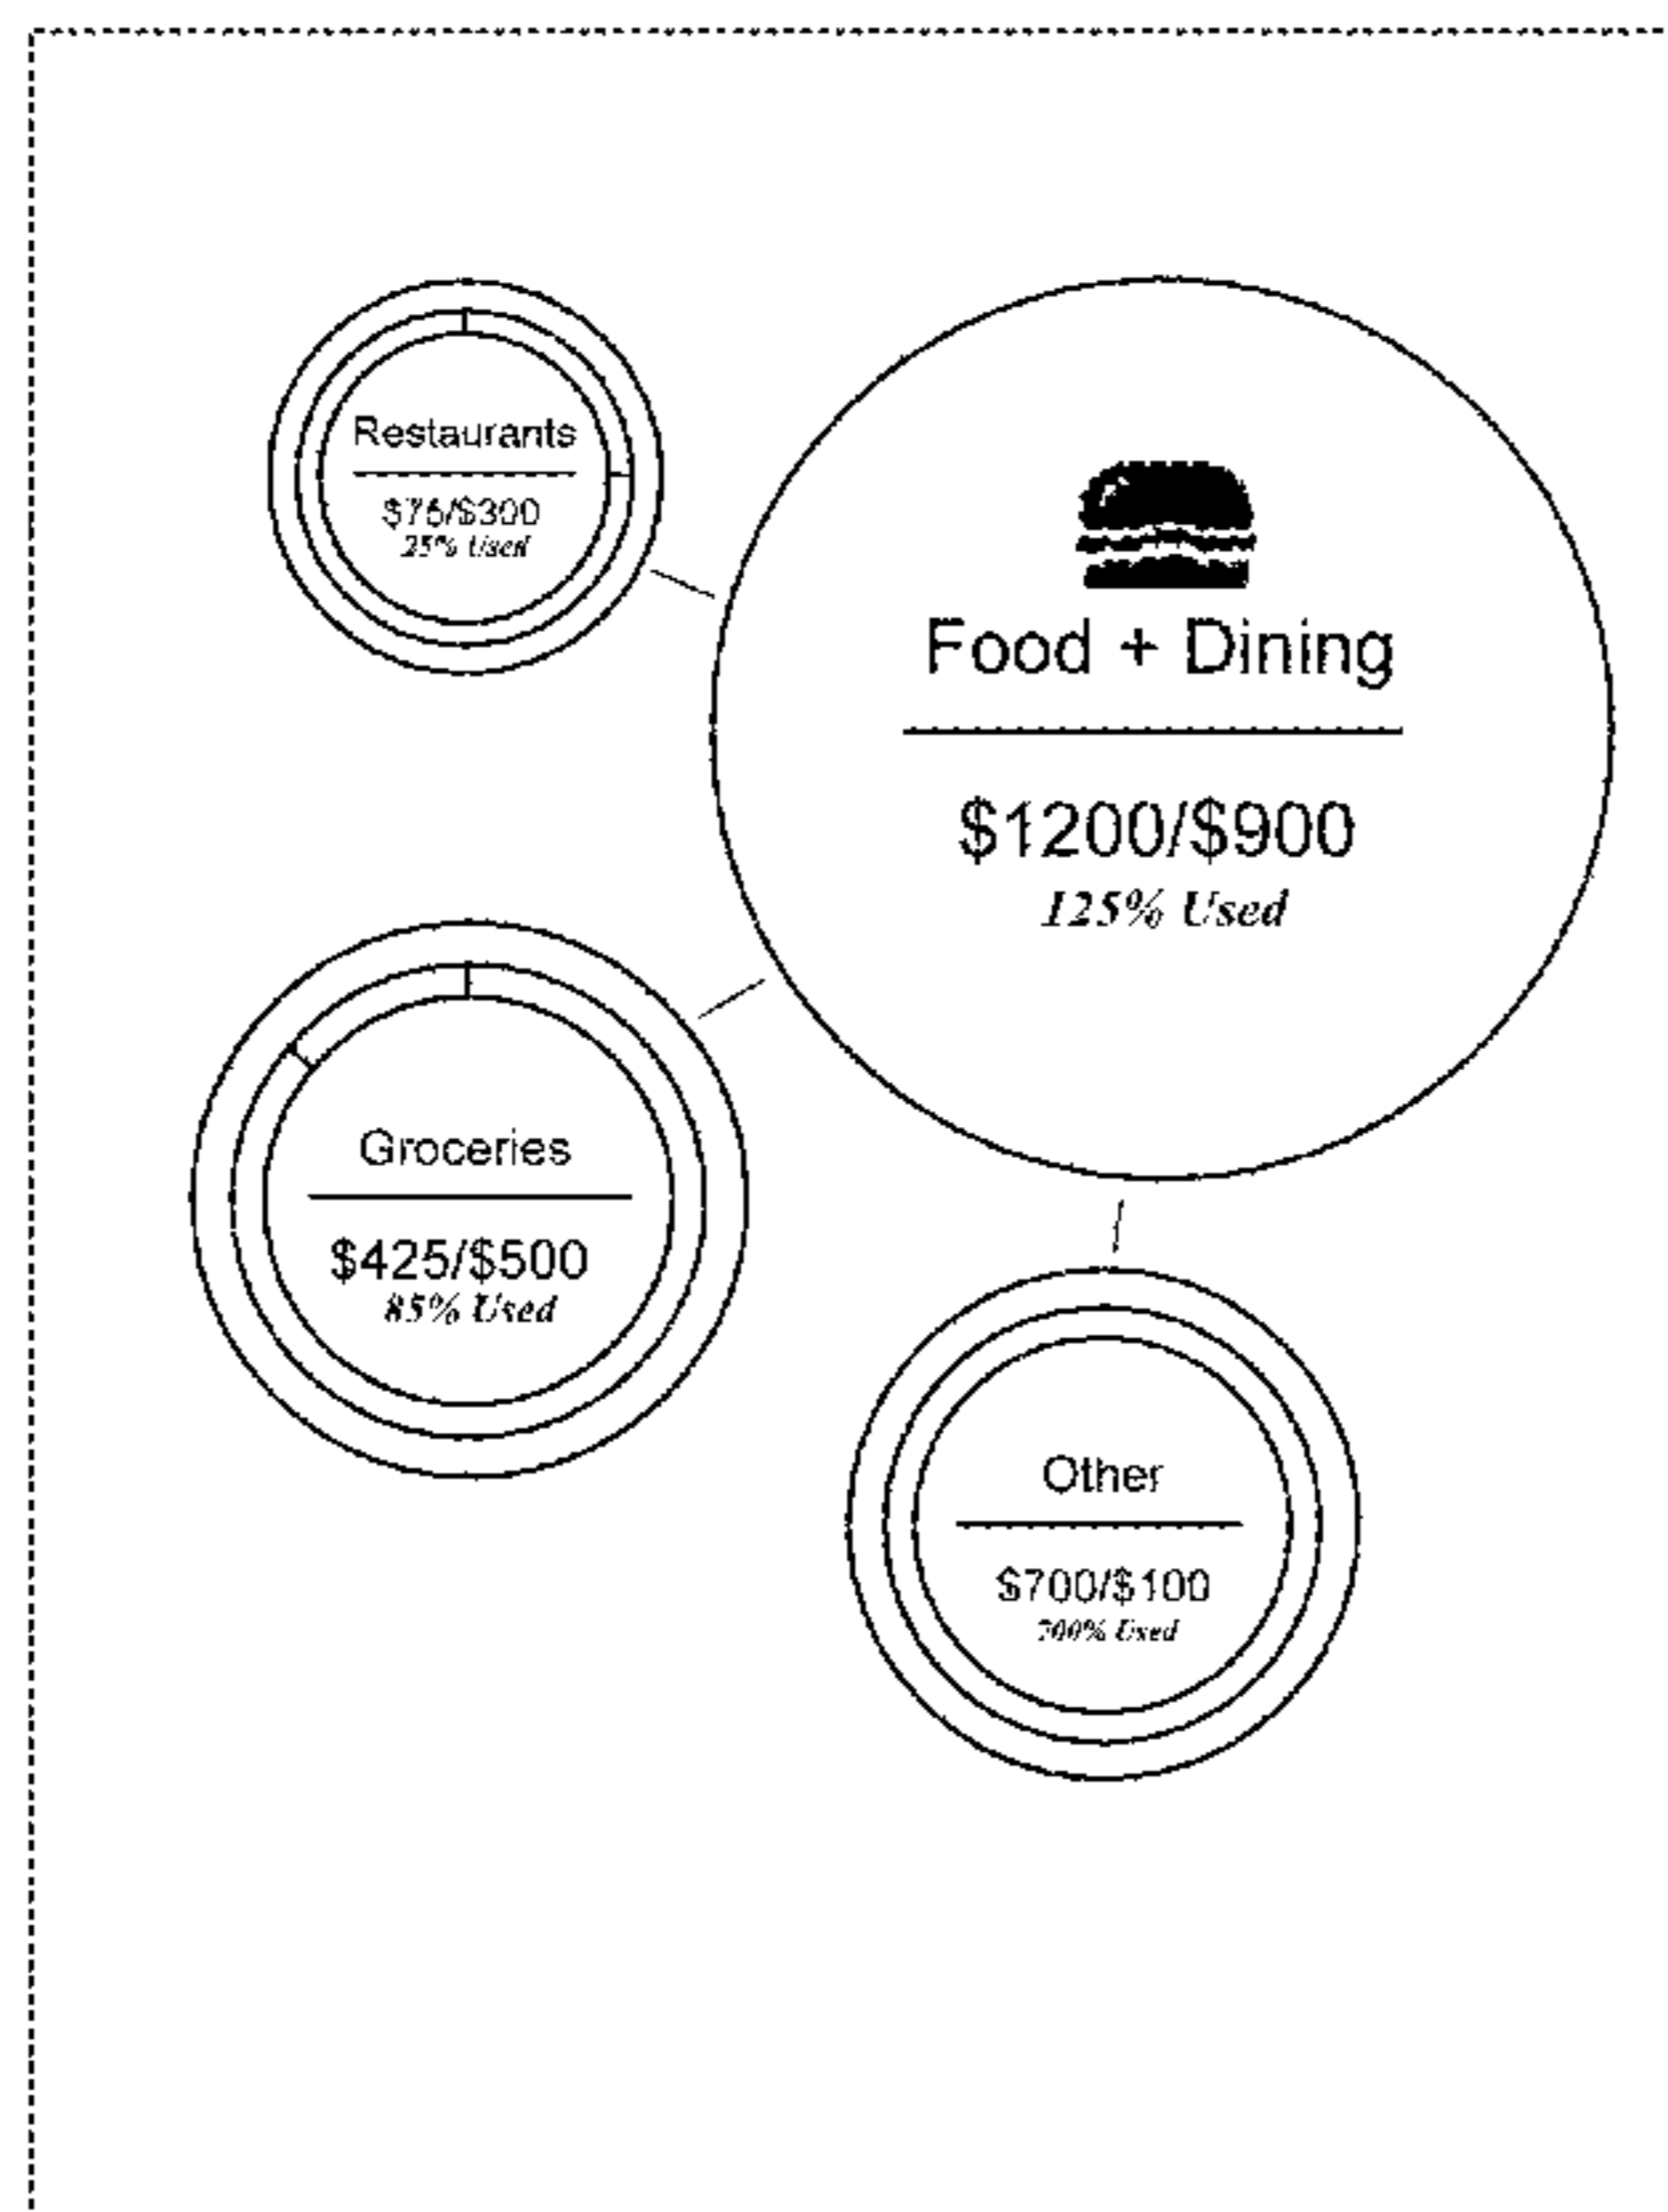 Restaurants
$75/$300
25% Used
Food + Dining
$1200/$900
125% Used
Groceries
$425/$500
85% Used
Other
$700/$100
700% Used